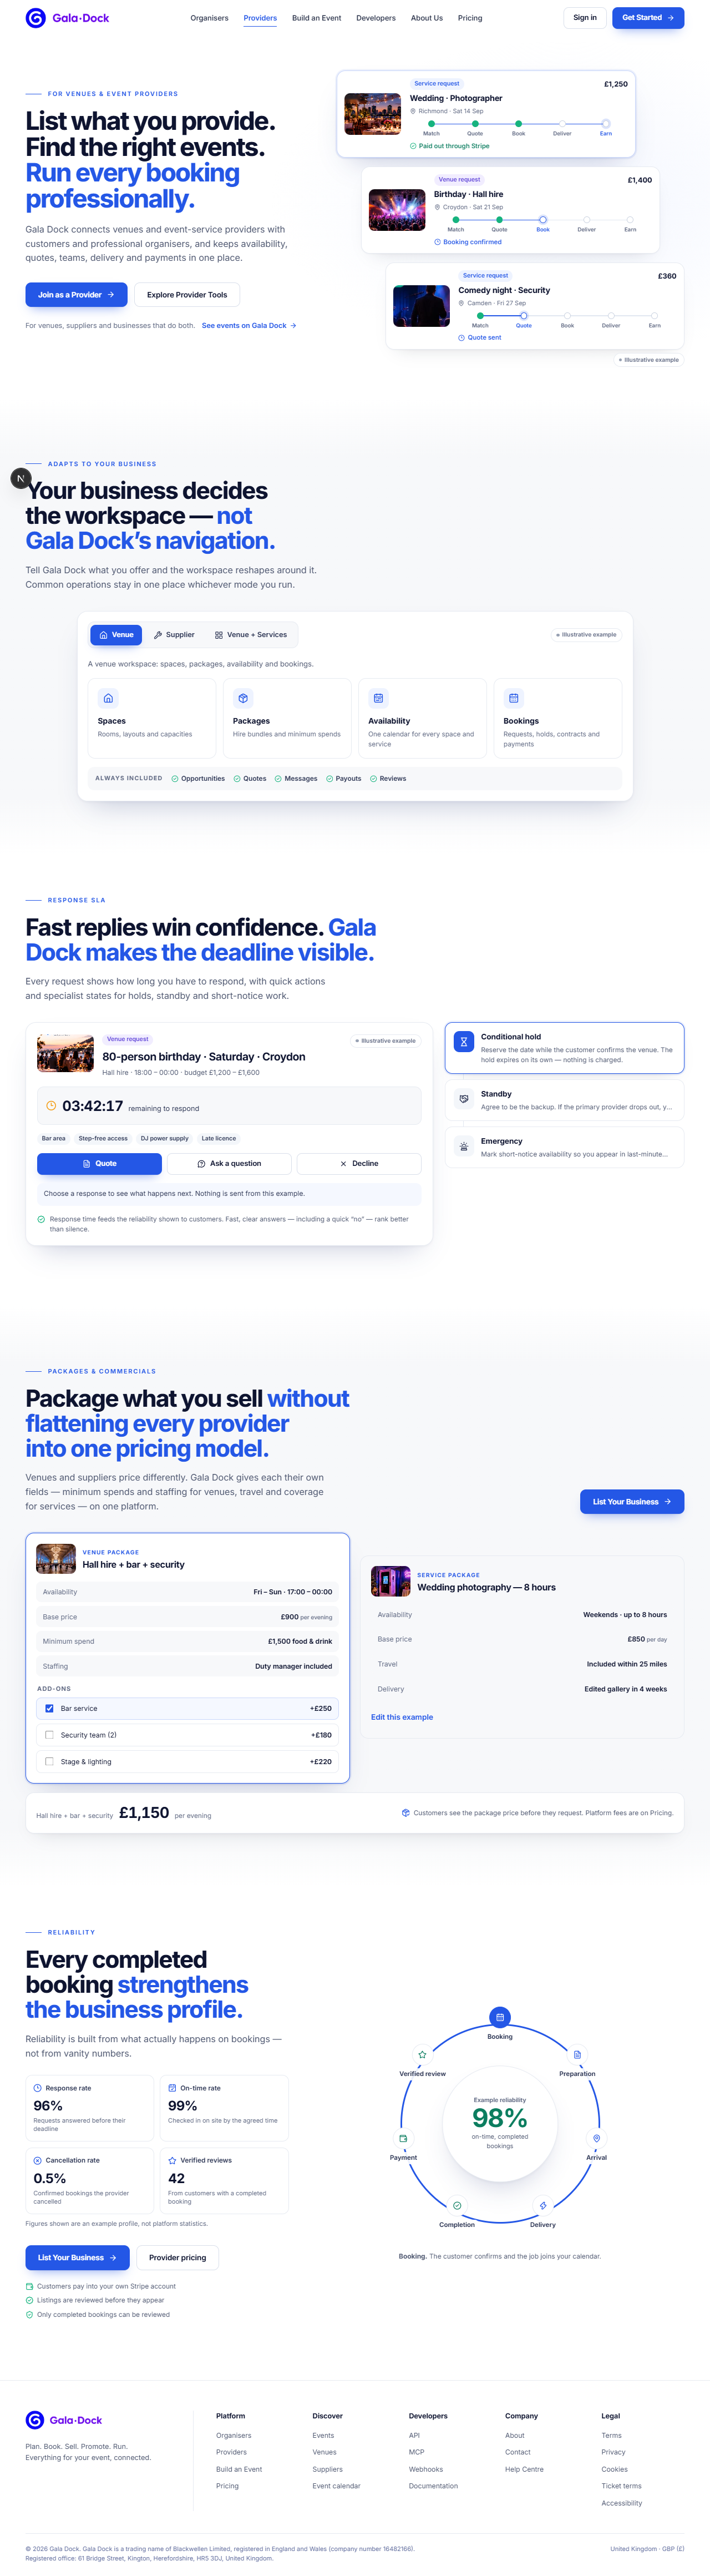 Gala·Dock
Organisers
Providers
Build an Event
Developers
About Us
Pricing
Sign in
Get Started
FOR VENUES & EVENT PROVIDERS
List what you provide.
Find the right events.
Run every booking
professionally.
Gala Dock connects venues and event-service providers with
customers and professional organisers, and keeps availability,
quotes, teams, delivery and payments in one place.
Join as a Provider
Explore Provider Tools
For venues, suppliers and businesses that do both. See events on Gala Dock
Service request
£1,250
Wedding · Photographer
Richmond · Sat 14 Sep
Match Quote Book Deliver Earn
Paid out through Stripe
Venue request
£1,400
Birthday · Hall hire
Croydon · Sat 21 Sep
Match Quote Book Deliver Earn
Booking confirmed
Service request
£360
Comedy night · Security
Camden · Fri 27 Sep
Match Quote Book Deliver Earn
Quote sent
Illustrative example
ADAPTS TO YOUR BUSINESS
N
Your business decides
the workspace — not
Gala Dock’s navigation.
Tell Gala Dock what you offer and the workspace reshapes around it.
Common operations stay in one place whichever mode you run.
Venue
Supplier
Venue + Services
Illustrative example
A venue workspace: spaces, packages, availability and bookings.
Spaces
Rooms, layouts and capacities
Packages
Hire bundles and minimum spends
Availability
One calendar for every space and
service
Bookings
Requests, holds, contracts and
payments
ALWAYS INCLUDED
Opportunities
Quotes
Messages
Payouts
Reviews
RESPONSE SLA
Fast replies win confidence. Gala
Dock makes the deadline visible.
Every request shows how long you have to respond, with quick actions
and specialist states for holds, standby and short-notice work.
Venue request
Illustrative example
80-person birthday · Saturday · Croydon
Hall hire · 18:00 – 00:00 · budget £1,200 – £1,600
03:42:17 remaining to respond
Bar area
Step-free access
DJ power supply
Late licence
Quote
Ask a question
Decline
Choose a response to see what happens next. Nothing is sent from this example.
Response time feeds the reliability shown to customers. Fast, clear answers — including a quick “no” — rank better
than silence.
Conditional hold
Reserve the date while the customer confirms the venue. The
hold expires on its own — nothing is charged.
Standby
Agree to be the backup. If the primary provider drops out, y...
Emergency
Mark short-notice availability so you appear in last-minute...
PACKAGES & COMMERCIALS
Package what you sell without
flattening every provider
into one pricing model.
Venues and suppliers price differently. Gala Dock gives each their own
fields — minimum spends and staffing for venues, travel and coverage
for services — on one platform.
List Your Business
VENUE PACKAGE
Hall hire + bar + security
Availability Fri – Sun · 17:00 – 00:00
Base price £900 per evening
Minimum spend £1,500 food & drink
Staffing Duty manager included
ADD-ONS
Bar service +£250
Security team (2) +£180
Stage & lighting +£220
SERVICE PACKAGE
Wedding photography — 8 hours
Availability Weekends · up to 8 hours
Base price £850 per day
Travel Included within 25 miles
Delivery Edited gallery in 4 weeks
Edit this example
Hall hire + bar + security £1,150 per evening
Customers see the package price before they request. Platform fees are on Pricing.
RELIABILITY
Every completed
booking strengthens
the business profile.
Reliability is built from what actually happens on bookings —
not from vanity numbers.
Response rate
96%
Requests answered before their
deadline
On-time rate
99%
Checked in on site by the agreed time
Cancellation rate
0.5%
Confirmed bookings the provider
cancelled
Verified reviews
42
From customers with a completed
booking
Figures shown are an example profile, not platform statistics.
List Your Business
Provider pricing
Customers pay into your own Stripe account
Listings are reviewed before they appear
Only completed bookings can be reviewed
Booking
Verified review
Preparation
Example reliability
98%
on-time, completed
bookings
Payment
Arrival
Completion
Delivery
Booking. The customer confirms and the job joins your calendar.
Gala·Dock
Plan. Book. Sell. Promote. Run.
Everything for your event, connected.
Platform
Organisers
Providers
Build an Event
Pricing
Discover
Events
Venues
Suppliers
Event calendar
Developers
API
MCP
Webhooks
Documentation
Company
About
Contact
Help Centre
Legal
Terms
Privacy
Cookies
Ticket terms
Accessibility
© 2026 Gala Dock. Gala Dock is a trading name of Blackwellen Limited, registered in England and Wales (company number 16482166).
Registered office: 61 Bridge Street, Kington, Herefordshire, HR5 3DJ, United Kingdom.
United Kingdom · GBP (£)